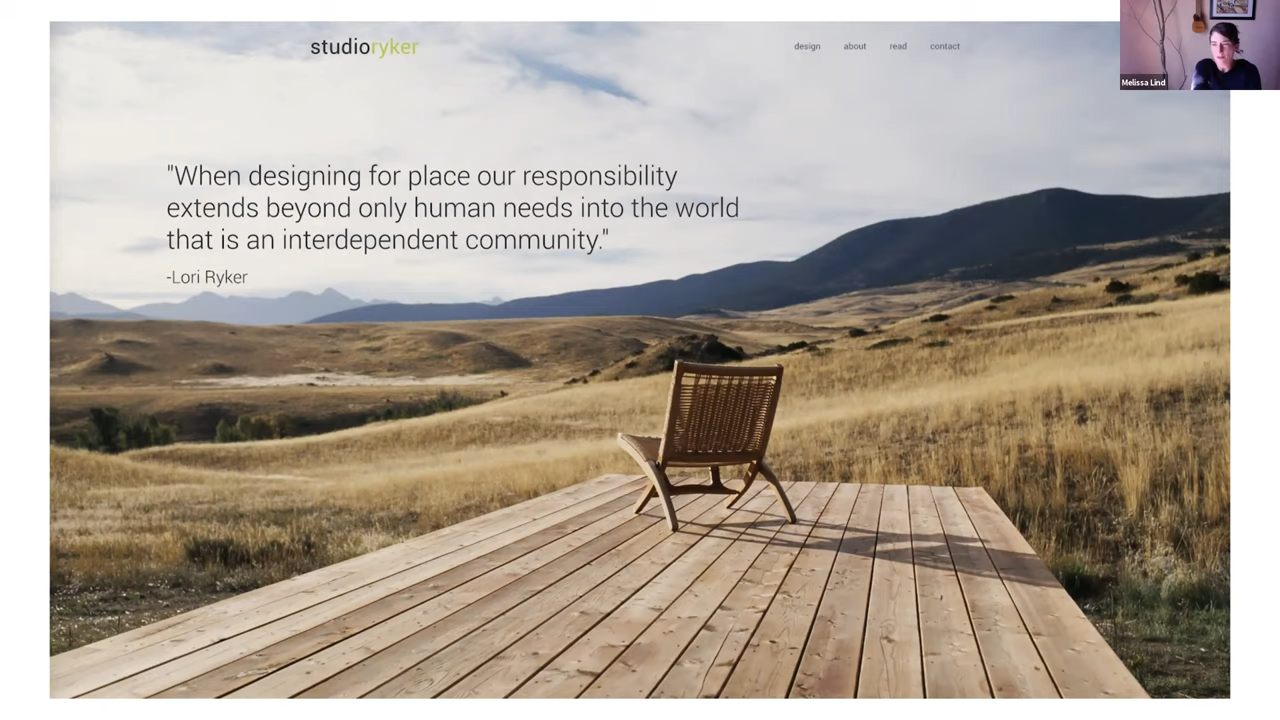 studioryker
design about read contact
Melissa Lind
"When designing for place our responsibility
extends beyond only human needs into the world
that is an interdependent community."
-Lori Ryker